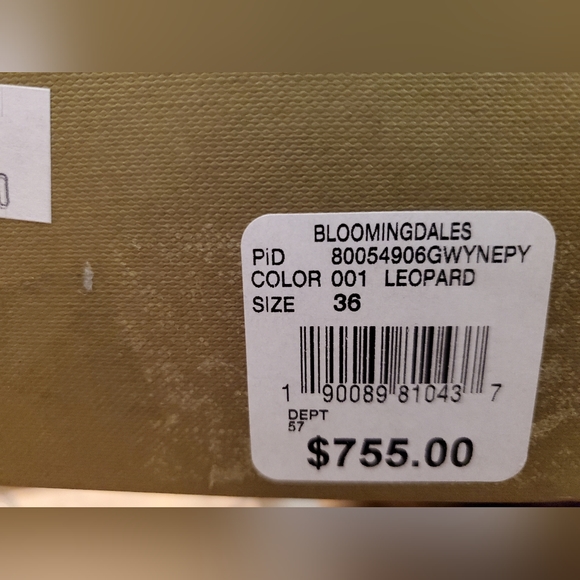 BLOOMINGDALES
PiD 80054906GWYNEPY
COLOR 001 LEOPARD
SIZE 36
1 90089 81043 7
DEPT
57
$755.00